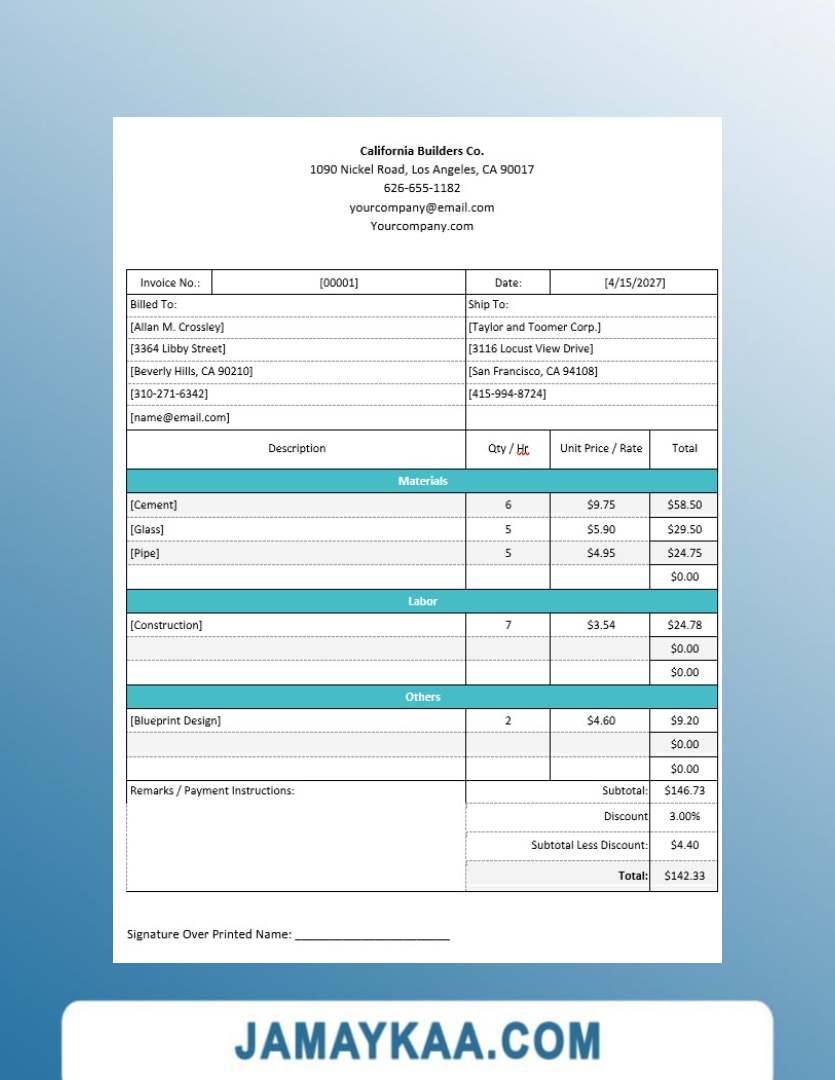 California Builders Co.
1090 Nickel Road, Los Angeles, CA 90017
626-655-1182
yourcompany@email.com
Yourcompany.com
Invoice No.: [00001] Date: [4/15/2027]
Billed To: Ship To:
[Allan M. Crossley] [Taylor and Toomer Corp.]
[3364 Libby Street] [3116 Locust View Drive]
[Beverly Hills, CA 90210] [San Francisco, CA 94108]
[310-271-6342] [415-994-8724]
[name@email.com]
Description Qty / Hr Unit Price / Rate Total
Materials
[Cement] 6 $9.75 $58.50
[Glass] 5 $5.90 $29.50
[Pipe] 5 $4.95 $24.75
$0.00
Labor
[Construction] 7 $3.54 $24.78
$0.00
$0.00
Others
[Blueprint Design] 2 $4.60 $9.20
$0.00
$0.00
Remarks / Payment Instructions: Subtotal: $146.73
Discount 3.00%
Subtotal Less Discount: $4.40
Total: $142.33
Signature Over Printed Name: ________________________
JAMAYKAA.COM